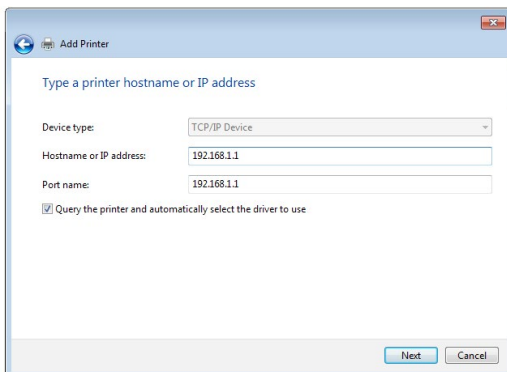 Add Printer
Type a printer hostname or IP address
Device type: TCP/IP Device
Hostname or IP address: 192.168.1.1
Port name: 192.168.1.1
Query the printer and automatically select the driver to use
Next Cancel